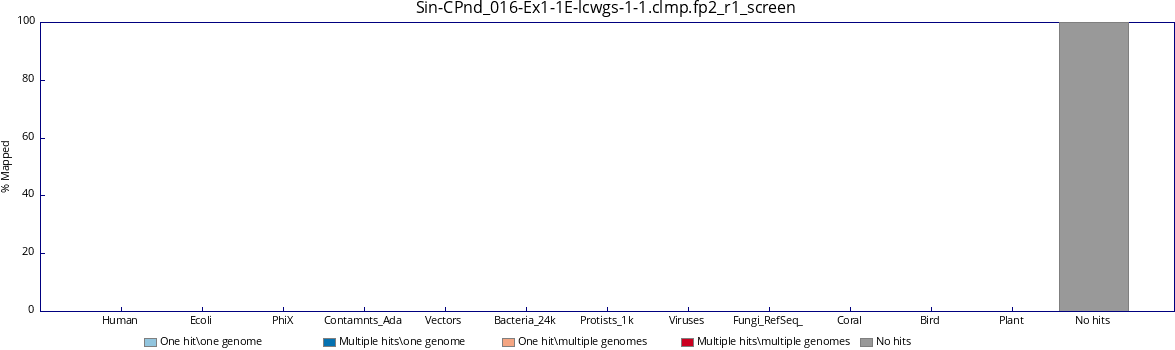 Sin-CPnd_016-Ex1-1E-lcwgs-1-1.clmp.fp2_r1_screen
100
80
60
40
20
0
% Mapped
Human Ecoli PhiX Contamnts_Ada Vectors Bacteria_24k Protists_1k Viruses Fungi_RefSeq_ Coral Bird Plant No hits
One hit\one genome Multiple hits\one genome One hit\multiple genomes Multiple hits\multiple genomes No hits